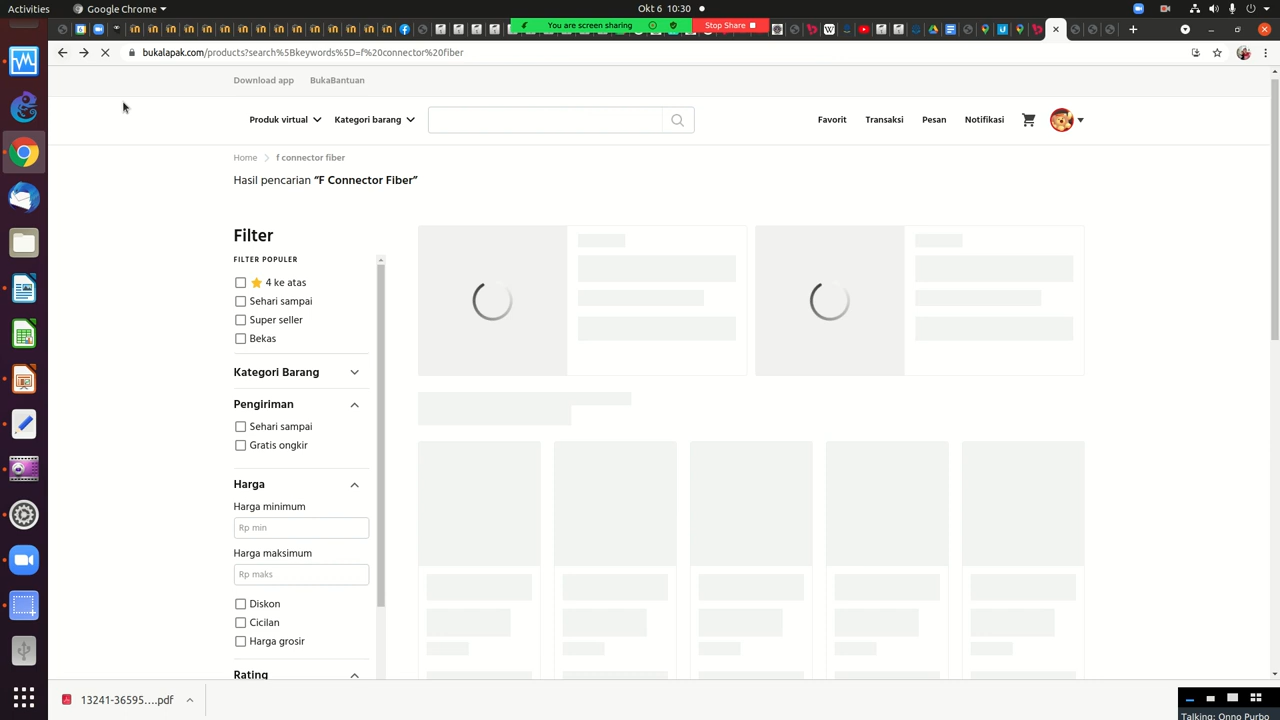 Activities
Google Chrome
Okt 6 10:30
You are screen sharing
Stop Share
bukalapak.com/products?search%5Bkeywords%5D=f%20connector%20fiber
Download app
BukaBantuan
Produk virtual
Kategori barang
Favorit
Transaksi
Pesan
Notifikasi
Home
f connector fiber
Hasil pencarian “F Connector Fiber”
Filter
FILTER POPULER
4 ke atas
Sehari sampai
Super seller
Bekas
Kategori Barang
Pengiriman
Sehari sampai
Gratis ongkir
Harga
Harga minimum
Rp min
Harga maksimum
Rp maks
Diskon
Cicilan
Harga grosir
Rating
13241-36595....pdf
Talking: Onno Purbo